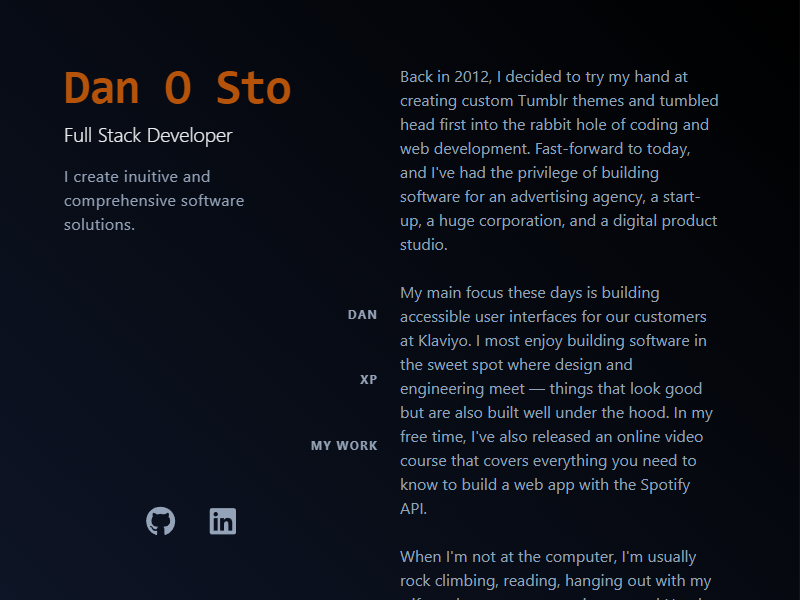 Dan O Sto
Full Stack Developer
I create inuitive and
comprehensive software
solutions.
DAN
XP
MY WORK
Back in 2012, I decided to try my hand at
creating custom Tumblr themes and tumbled
head first into the rabbit hole of coding and
web development. Fast-forward to today,
and I've had the privilege of building
software for an advertising agency, a start-
up, a huge corporation, and a digital product
studio.
My main focus these days is building
accessible user interfaces for our customers
at Klaviyo. I most enjoy building software in
the sweet spot where design and
engineering meet — things that look good
but are also built well under the hood. In my
free time, I've also released an online video
course that covers everything you need to
know to build a web app with the Spotify
API.
When I'm not at the computer, I'm usually
rock climbing, reading, hanging out with my